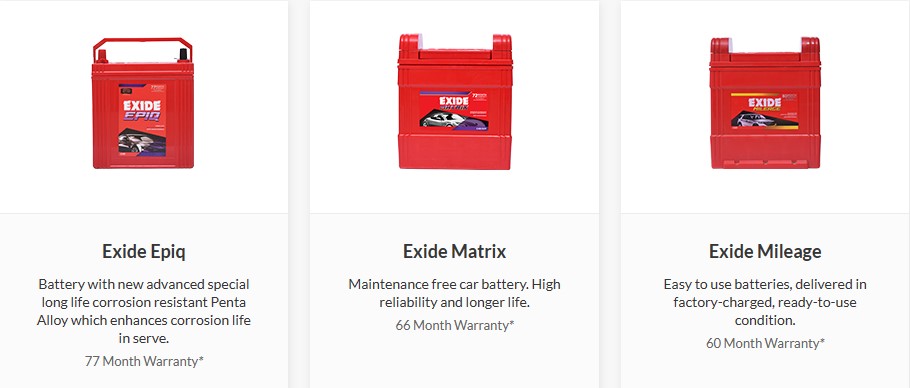 EXIDE
EPIQ
77
EXIDE
MATRIX
72
EXIDE
MILEAGE
Exide Epiq
Battery with new advanced special
long life corrosion resistant Penta
Alloy which enhances corrosion life
in serve.
77 Month Warranty*
Exide Matrix
Maintenance free car battery. High
reliability and longer life.
66 Month Warranty*
Exide Mileage
Easy to use batteries, delivered in
factory-charged, ready-to-use
condition.
60 Month Warranty*